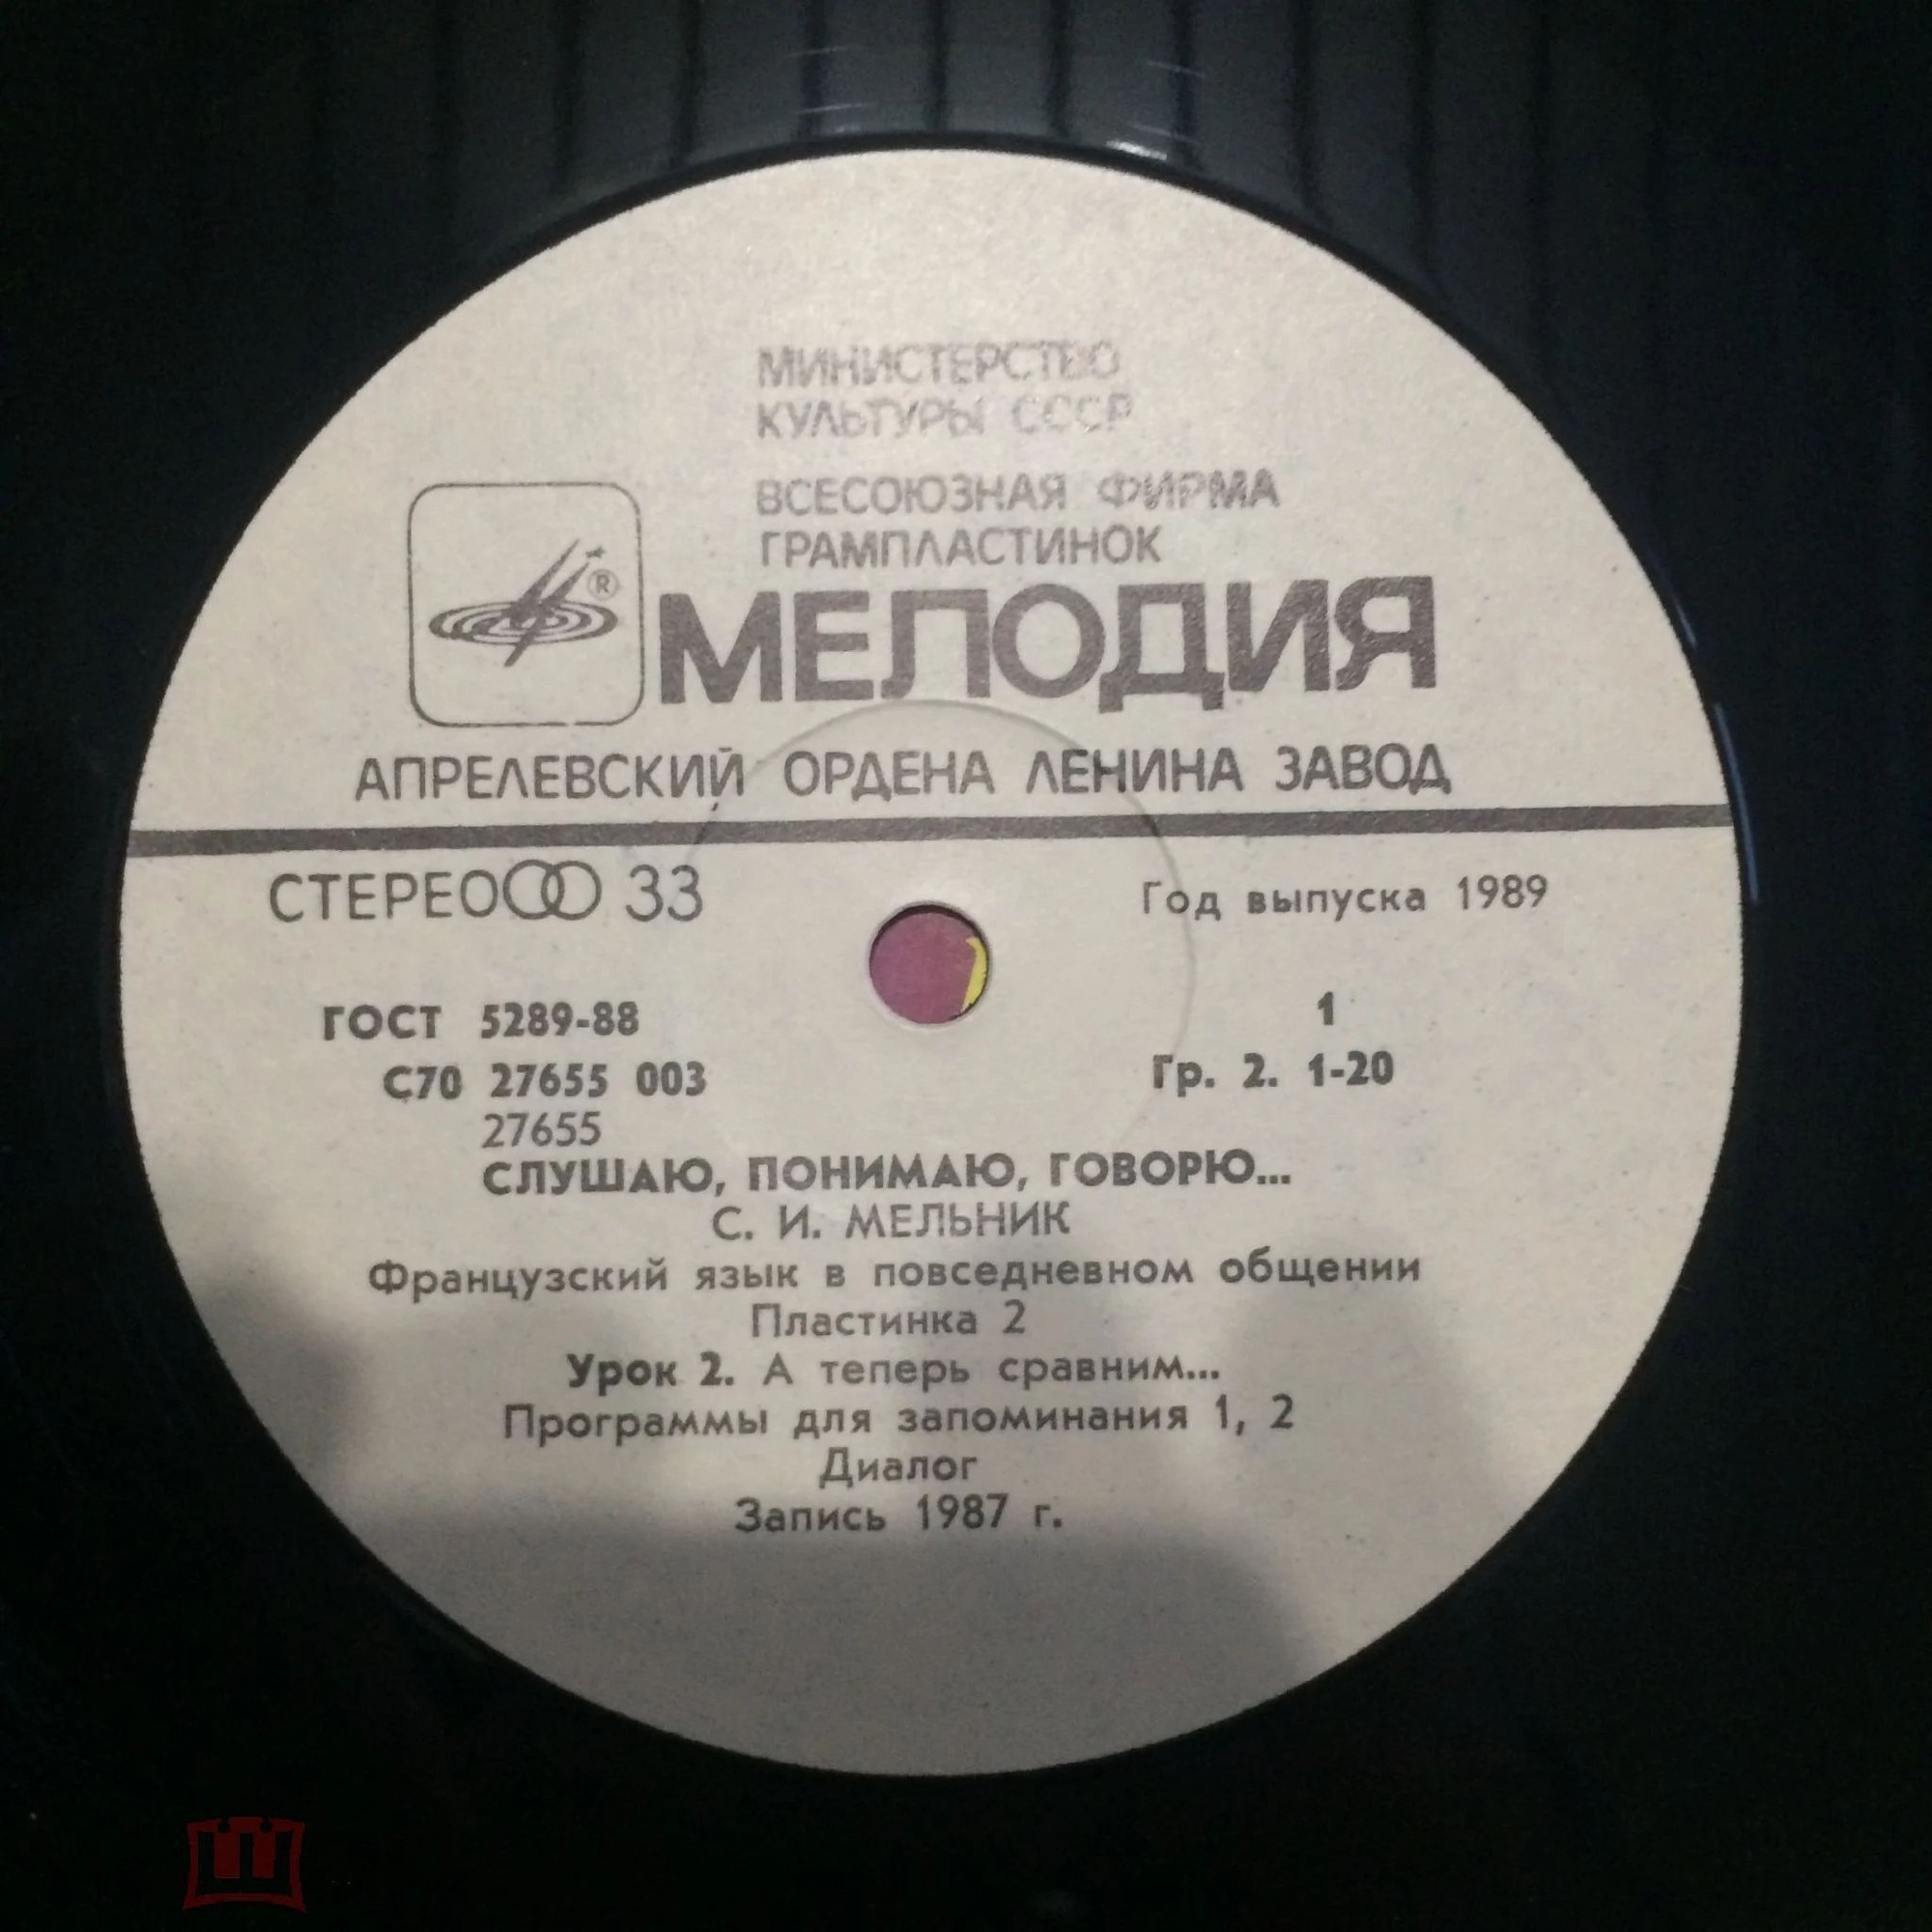 МИНИСТЕРСТВО
КУЛЬТУРЫ СССР
ВСЕСОЮЗНАЯ ФИРМА
ГРАМПЛАСТИНОК
®
МЕЛОДИЯ
АПРЕЛЕВСКИЙ ОРДЕНА ЛЕНИНА ЗАВОД
СТЕРЕО 33
Год выпуска 1989
ГОСТ 5289-88
1
С70 27655 003
Гр. 2. 1-20
27655
СЛУШАЮ, ПОНИМАЮ, ГОВОРЮ...
С. И. МЕЛЬНИК
Французский язык в повседневном общении
Пластинка 2
Урок 2. А теперь сравним...
Программы для запоминания 1, 2
Диалог
Запись 1987 г.